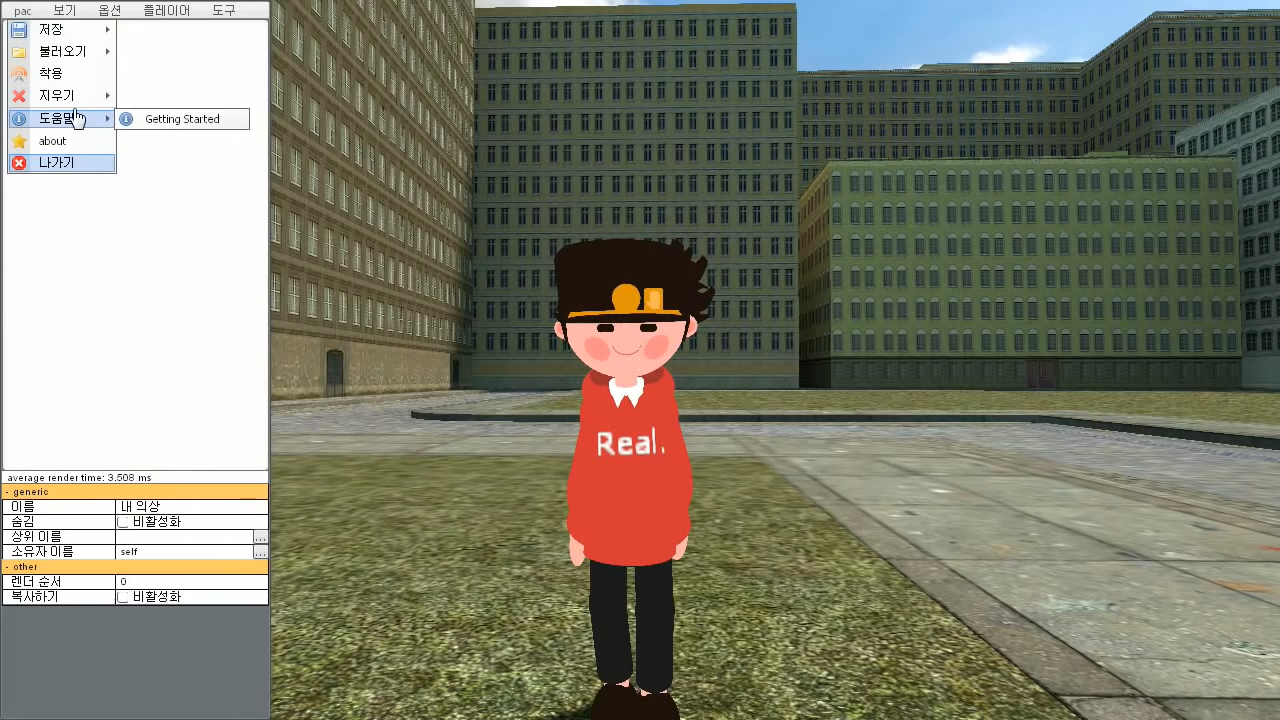 pac 보기 옵션 플레이어 도구
저장
불러오기
착용
지우기
도움말 Getting Started
about
나가기
Real.
average render time: 3.508 ms
- generic
이름 내 의상
숨김 비활성화
상위 이름 ...
소유자 이름 self ...
- other
렌더 순서 0
복사하기 비활성화